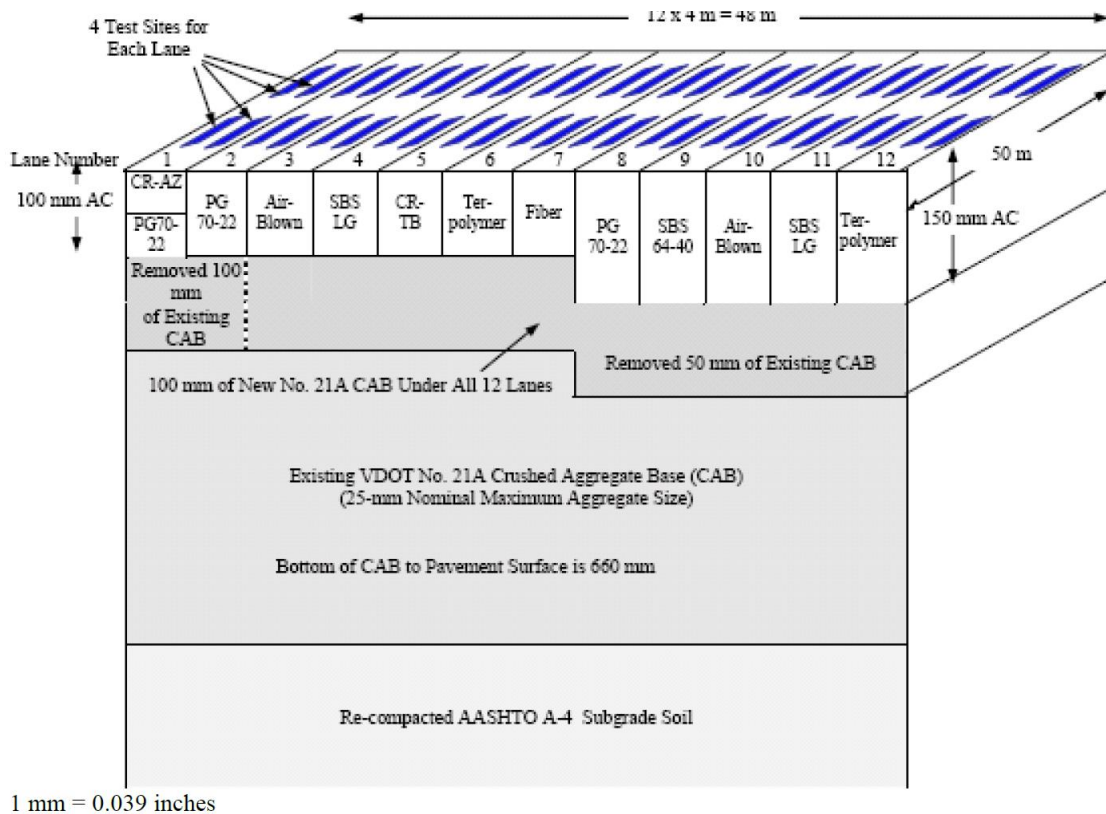 12 x 4 m = 48 m
4 Test Sites for
Each Lane
50 m
Lane Number
1 2 3 4 5 6 7 8 9 10 11 12
100 mm AC
150 mm AC
CR-AZ
PG70-
22
PG
70-22
Air-
Blown
SBS
LG
CR-
TB
Ter-
polymer
Fiber
PG
70-22
SBS
64-40
Air-
Blown
SBS
LG
Ter-
polymer
Removed 100
mm
of Existing
CAB
Removed 50 mm of Existing CAB
100 mm of New No. 21A CAB Under All 12 Lanes
Existing VDOT No. 21A Crushed Aggregate Base (CAB)
(25-mm Nominal Maximum Aggregate Size)
Bottom of CAB to Pavement Surface is 660 mm
Re-compacted AASHTO A-4 Subgrade Soil
1 mm = 0.039 inches